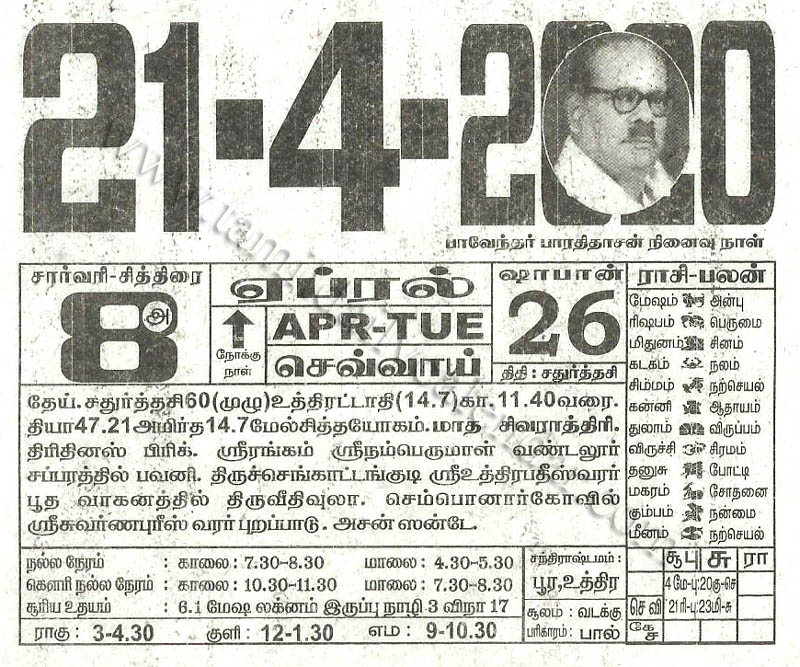 21-4-2020
பாவேந்தர் பாரதிதாசன் நினைவு நாள்
சார்வரி-சித்திரை
8
அ
ஏப்ரல்
நோக்கு
நாள்
APR-TUE
செவ்வாய்
ஷாபான்
26
திதி : சதுர்த்தசி
ராசி-பலன்
மேஷம் அன்பு
ரிஷபம் பெருமை
மிதுனம் சினம்
கடகம் நலம்
சிம்மம் நற்செயல்
கன்னி ஆதாயம்
துலாம் விருப்பம்
விருச்சி சிரமம்
தனுசு போட்டி
மகரம் சோதனை
கும்பம் நன்மை
மீனம் நற்செயல்
தேய். சதுர்த்தசி60(முழு)உத்திரட்டாதி(14.7)கா.11.40வரை.
தியா47.21அமிர்த14.7மேல்சித்தயோகம்.மாத சிவராத்திரி.
திரிதினஸ் பிரிக். ஸ்ரீரங்கம் ஸ்ரீநம்பெருமாள் வண்டலூர்
சப்பரத்தில் பவனி. திருச்செங்காட்டாங்குடி ஸ்ரீஉத்திரபதீஸ்வரர்
பூத வாகனத்தில் திருவீதிவுலா. செம்பொனார்கோவில்
ஸ்ரீசுவர்ணபுரீஸ் வரர் புறப்பாடு. அசன் ஸன்டே.
நல்ல நேரம் : காலை : 7.30-8.30 மாலை : 4.30-5.30
கௌரி நல்ல நேரம் : காலை : 10.30-11.30 மாலை : 7.30-8.30
சூரிய உதயம் : 6.1 மேஷ லக்னம் இருப்பு நாழி 3 விநா 17
ராகு : 3-4.30 குளி : 12-1.30 எம : 9-10.30
சந்திராஷ்டமம் :
பூர,உத்திர
சூலம் : வடக்கு
பரிகாரம் : பால்
சூபு சு ரா
4 மே-பு:20கு-செ
செ வி 21 ரி-பு:23மி-சு
கே